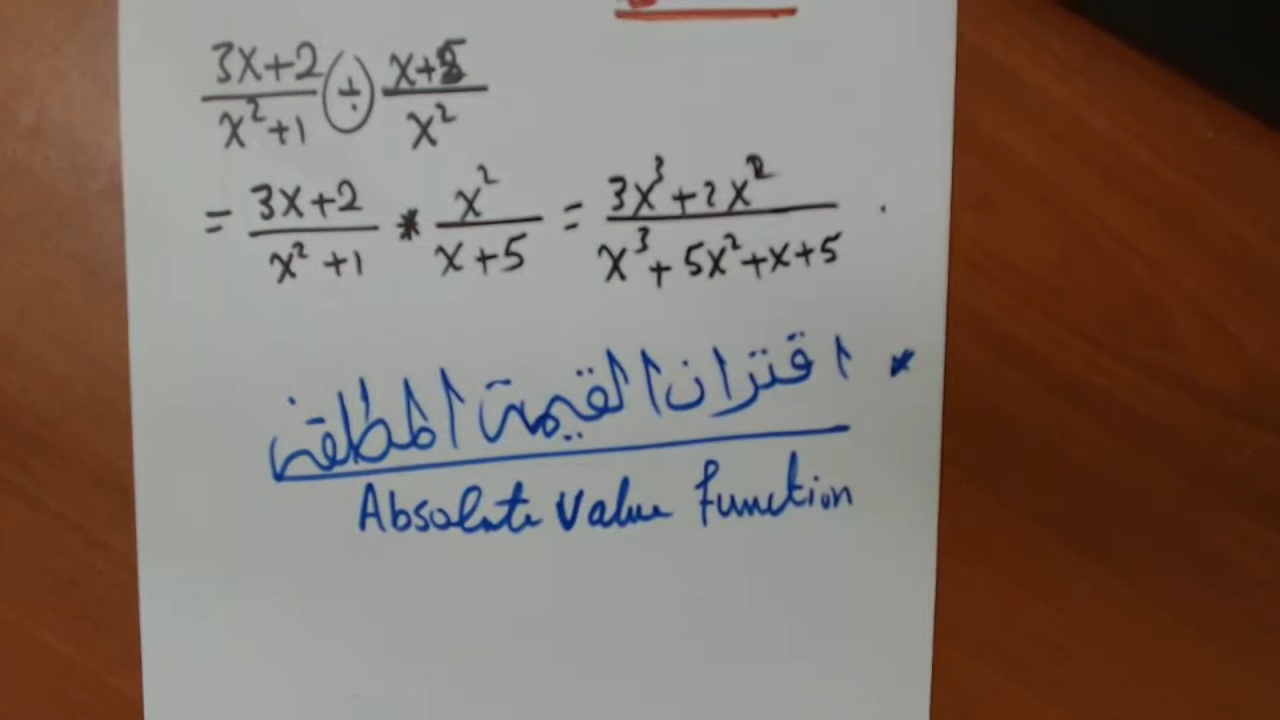 (3x+2)/(x²+1) ÷ (x+5)/x²
= (3x+2)/(x²+1) * x²/(x+5) = (3x³+2x²)/(x³+5x²+x+5) .
* اقتران القيمة المطلقة
Absolute Value function